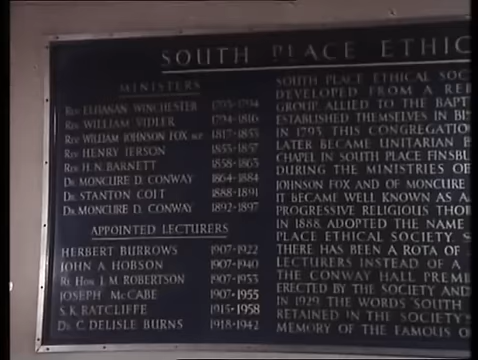 SOUTH PLACE ETHIC
MINISTERS
REV. ELHANAN WINCHESTER 1793-1794
REV. WILLIAM VIDLER 1794-1816
REV. WILLIAM JOHNSON FOX M.P. 1817-1853
REV. HENRY IERSON 1853-1857
REV. H.N. BARNETT 1858-1863
DR. MONCURE D. CONWAY 1864-1884
DR. STANTON COIT 1888-1891
DR. MONCURE D. CONWAY 1892-1897
APPOINTED LECTURERS
HERBERT BURROWS 1907-1922
JOHN A HOBSON 1907-1940
RT. HON. J.M. ROBERTSON 1907-1933
JOSEPH McCABE 1907-1955
S.K. RATCLIFFE 1915-1958
DR. C. DELISLE BURNS 1918-1942
SOUTH PLACE ETHICAL SOC
DEVELOPED FROM A REB
GROUP ALLIED TO THE BAPT
ESTABLISHED THEMSELVES IN BI
IN 1793. THIS CONGREGATIO
LATER BECAME UNITARIAN
CHAPEL IN SOUTH PLACE FINSBU
DURING THE MINISTRIES OF
JOHNSON FOX AND OF MONCURE
IT BECAME WELL KNOWN AS A
PROGRESSIVE RELIGIOUS THO
IN 1888, ADOPTED THE NAME
PLACE ETHICAL SOCIETY. S
THERE HAS BEEN A ROTA OF
LECTURERS INSTEAD OF A
THE CONWAY HALL PREMI
ERECTED BY THE SOCIETY AND
IN 1929. THE WORDS 'SOUTH
RETAINED IN THE SOCIETY'S
MEMORY OF THE FAMOUS O